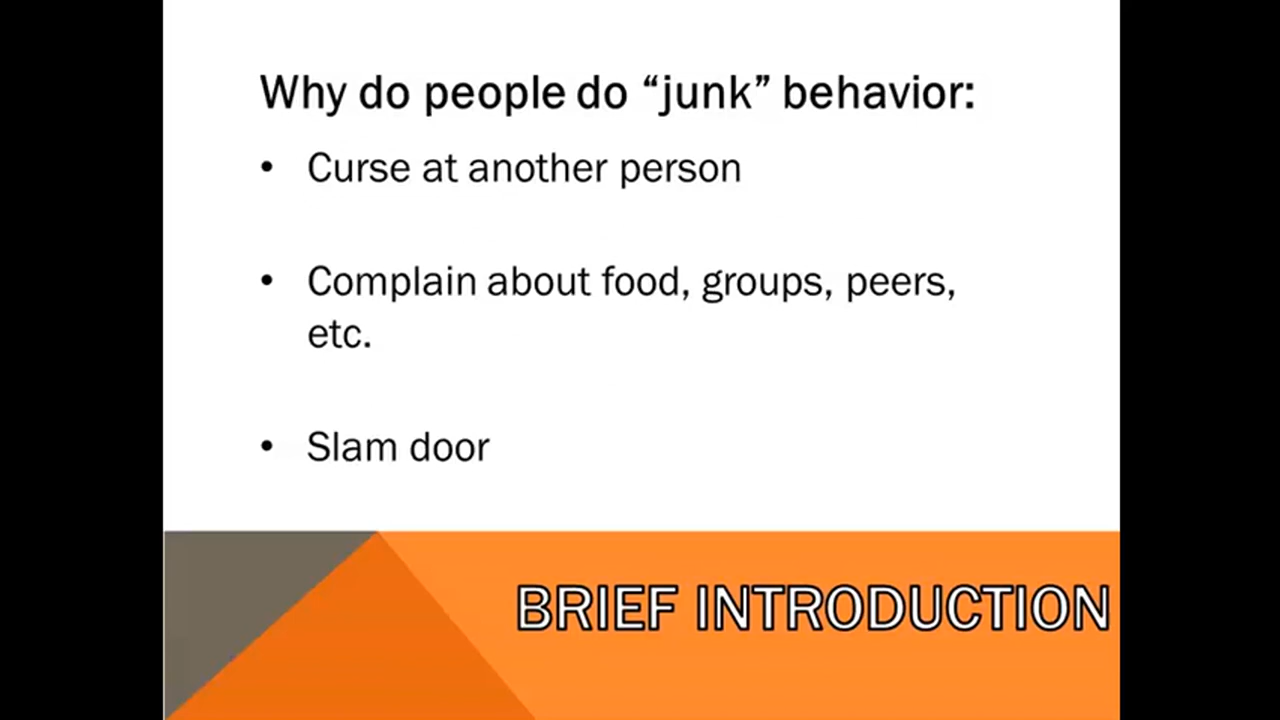 Why do people do “junk” behavior:
• Curse at another person
• Complain about food, groups, peers,
etc.
• Slam door
BRIEF INTRODUCTION